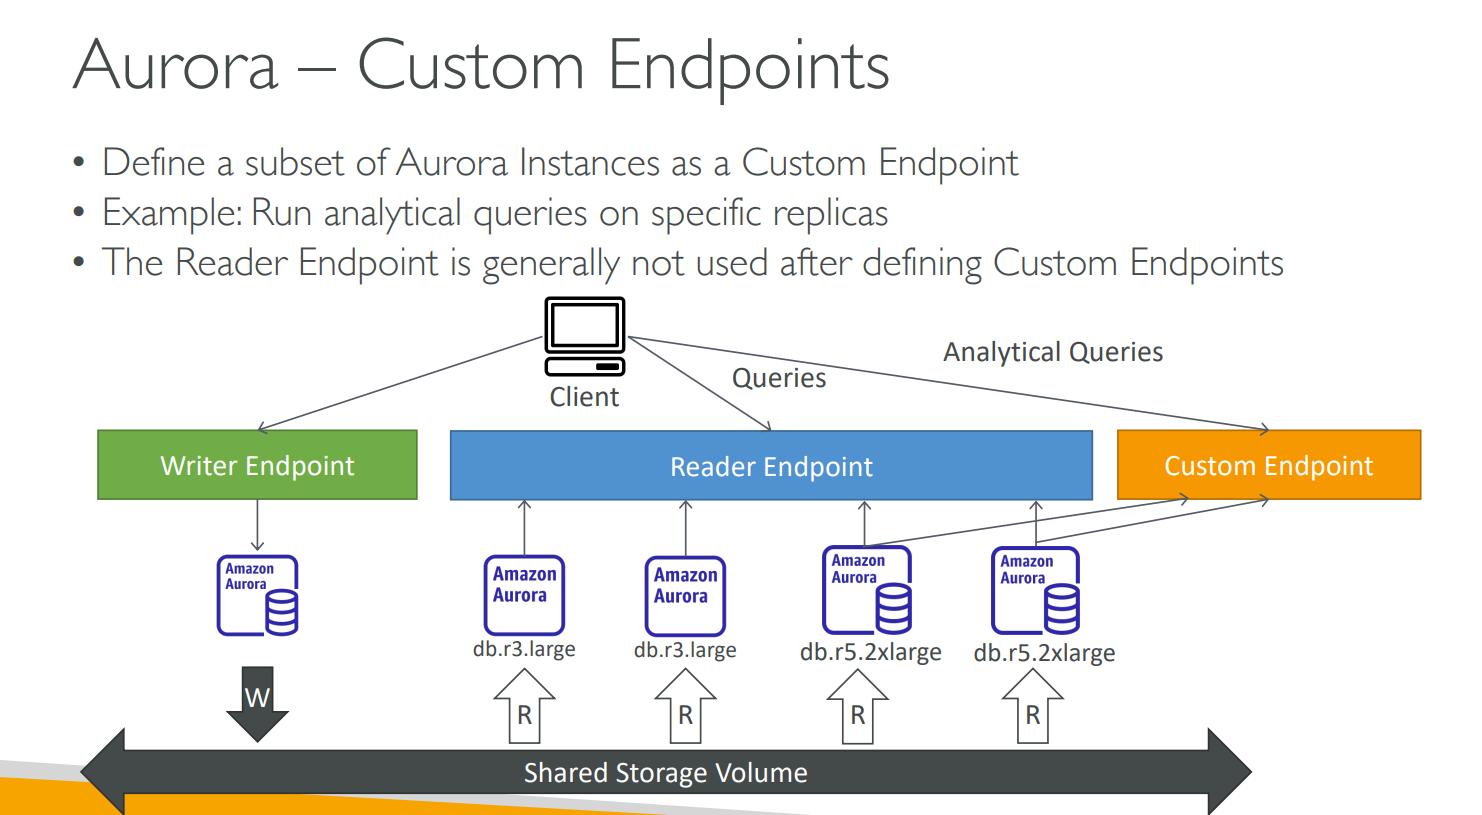 Aurora – Custom Endpoints
• Define a subset of Aurora Instances as a Custom Endpoint
• Example: Run analytical queries on specific replicas
• The Reader Endpoint is generally not used after defining Custom Endpoints
Client
Queries
Analytical Queries
Writer Endpoint
Reader Endpoint
Custom Endpoint
Amazon
Aurora
Amazon
Aurora
db.r3.large
Amazon
Aurora
db.r3.large
Amazon
Aurora
db.r5.2xlarge
Amazon
Aurora
db.r5.2xlarge
W
R
R
R
R
Shared Storage Volume